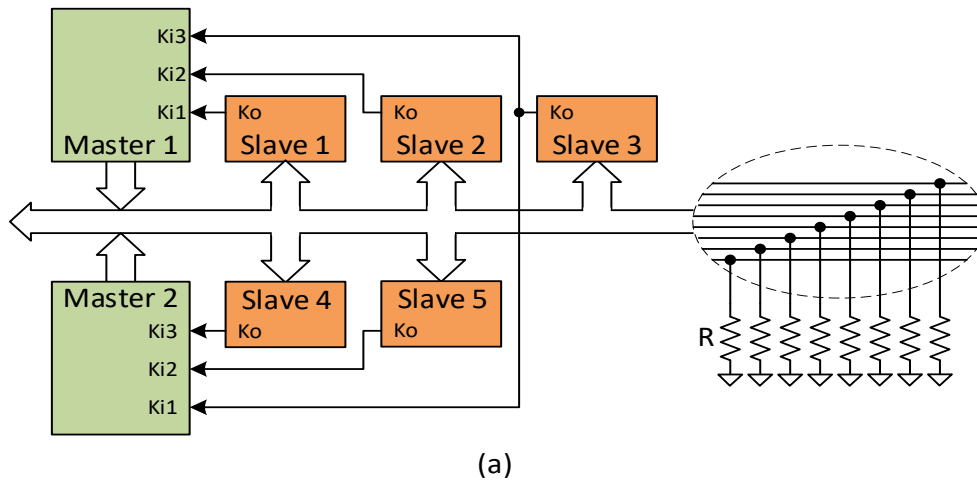 Ki3
Ki2
Ki1
Master 1
Ko
Slave 1
Ko
Slave 2
Ko
Slave 3
Master 2
Ki3
Ki2
Ki1
Slave 4
Ko
Slave 5
Ko
R
(a)